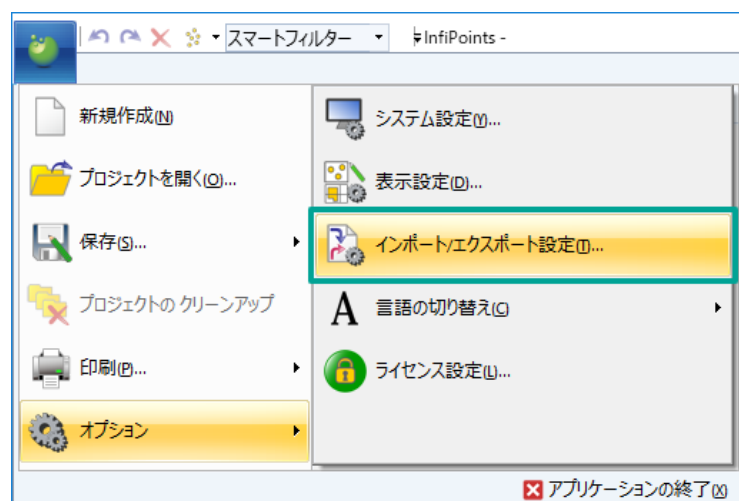 スマートフィルター InfiPoints -
新規作成(N)
プロジェクトを開く(O)...
保存(S)...
プロジェクトの クリーンアップ
印刷(P)...
オプション
システム設定(Y)...
表示設定(D)...
インポート/エクスポート設定(I)...
A 言語の切り替え(C)
ライセンス設定(L)...
アプリケーションの終了(X)